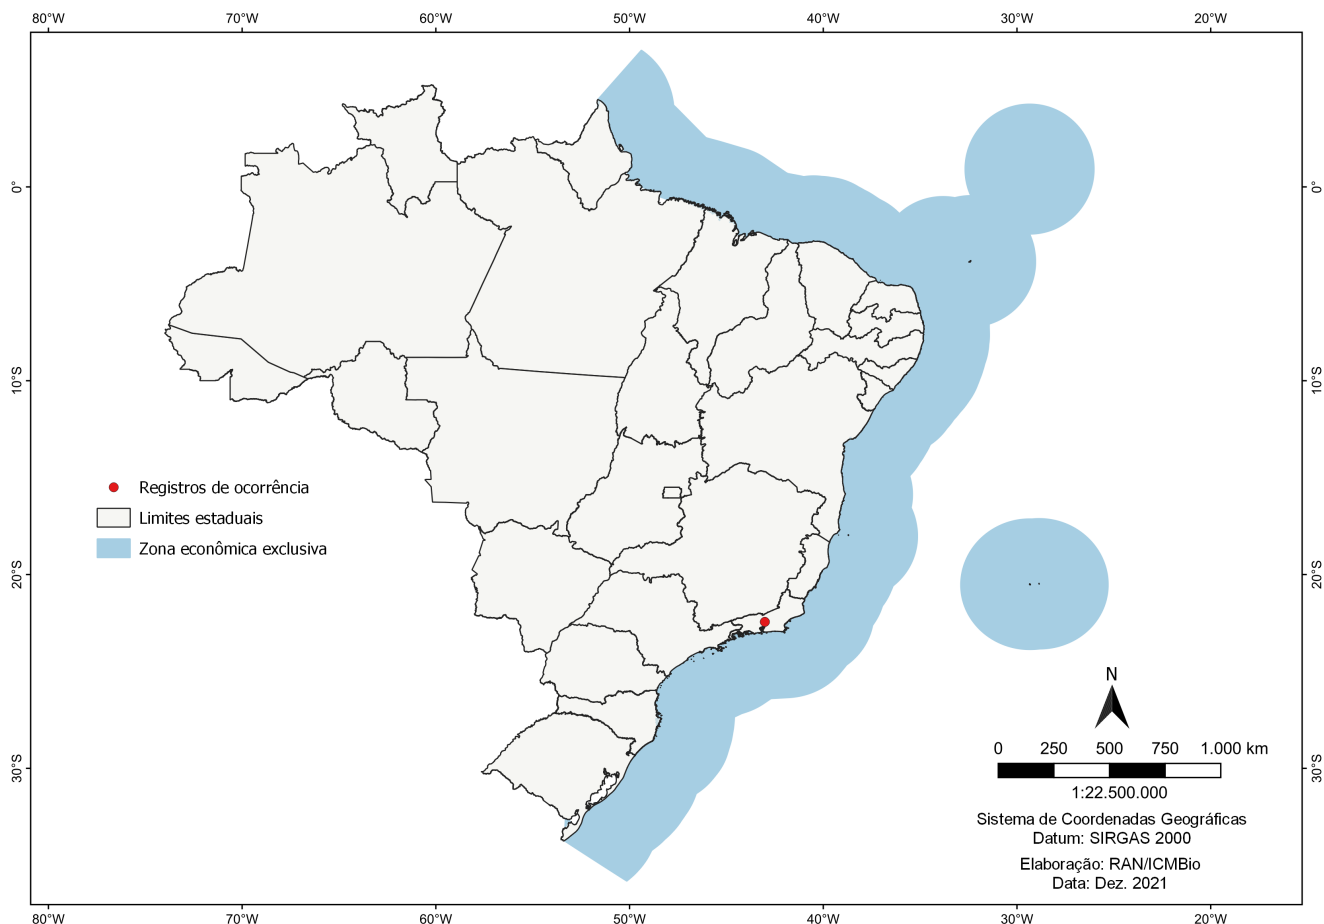 80°W 70°W 60°W 50°W 40°W 30°W 20°W
0° 0°
10°S 10°S
Registros de ocorrência
Limites estaduais
Zona econômica exclusiva
20°S 20°S
N
0 250 500 750 1.000 km
30°S 30°S
1:22.500.000
Sistema de Coordenadas Geográficas
Datum: SIRGAS 2000
Elaboração: RAN/ICMBio
Data: Dez. 2021
80°W 70°W 60°W 50°W 40°W 30°W 20°W